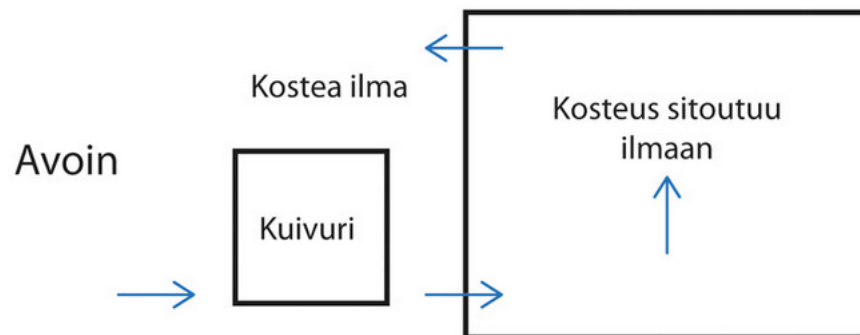 Kostea ilma
Kosteus sitoutuu
ilmaan
Avoin
Kuivuri